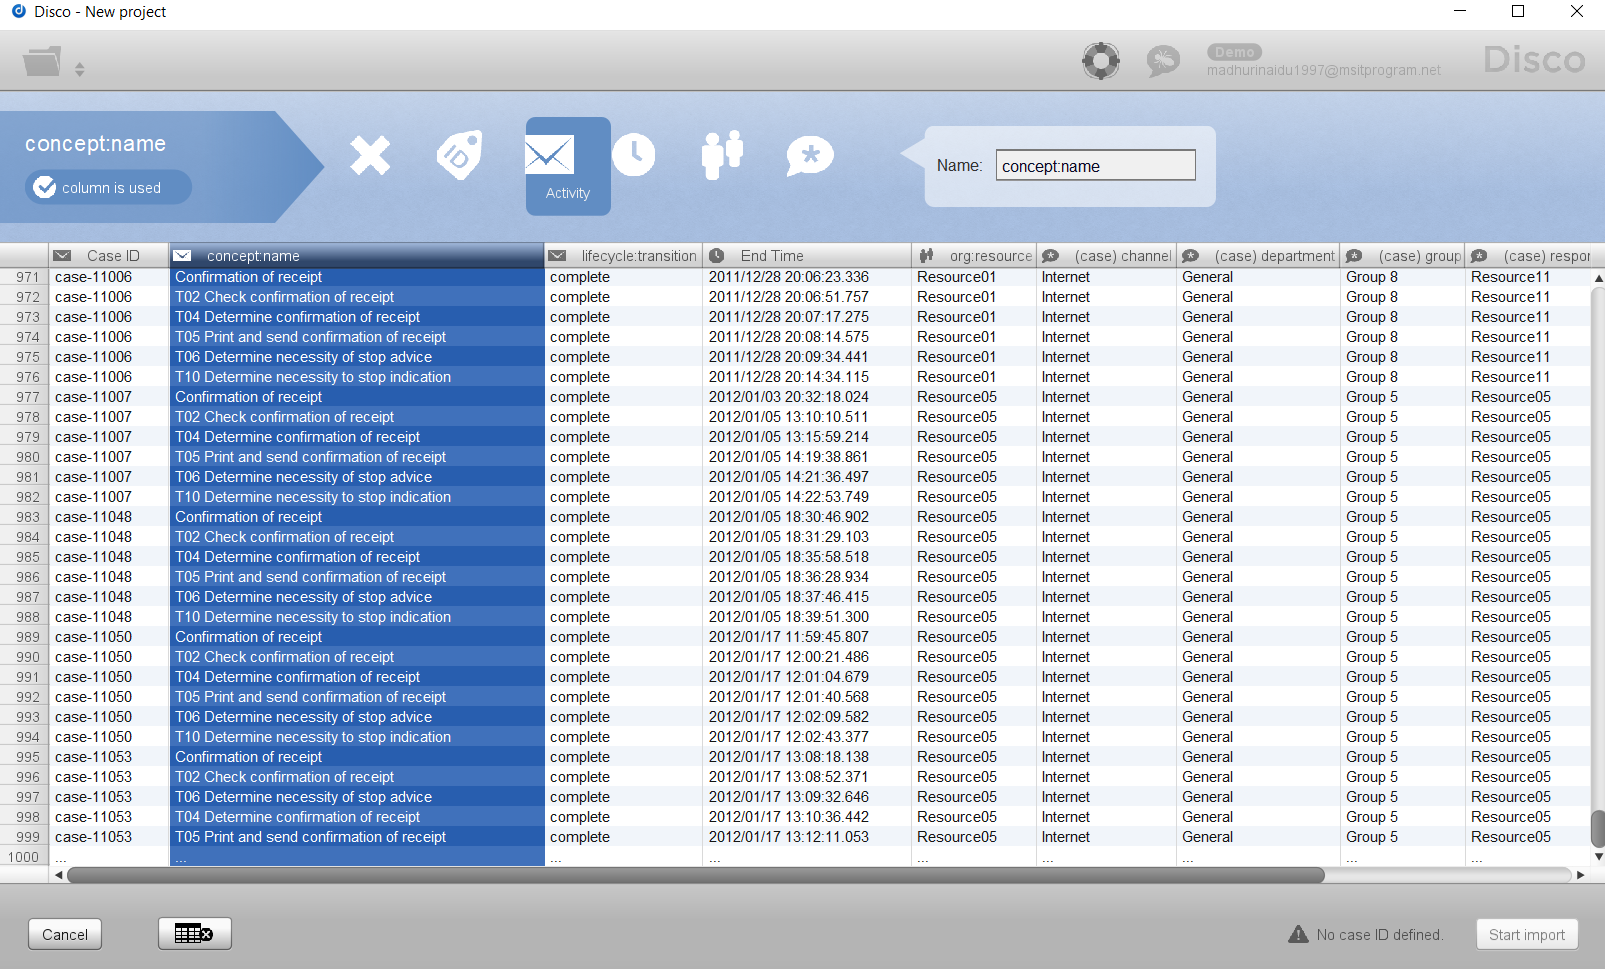 Disco - New project
Demo
madhurinaidu1997@msitprogram.net
Disco
concept:name
column is used
ID
Activity
Name: concept:name
Case ID concept:name lifecycle:transition End Time org:resource (case) channel (case) department (case) group (case) respor
971 case-11006 Confirmation of receipt complete 2011/12/28 20:06:23.336 Resource01 Internet General Group 8 Resource11
972 case-11006 T02 Check confirmation of receipt complete 2011/12/28 20:06:51.757 Resource01 Internet General Group 8 Resource11
973 case-11006 T04 Determine confirmation of receipt complete 2011/12/28 20:07:17.275 Resource01 Internet General Group 8 Resource11
974 case-11006 T05 Print and send confirmation of receipt complete 2011/12/28 20:08:14.575 Resource01 Internet General Group 8 Resource11
975 case-11006 T06 Determine necessity of stop advice complete 2011/12/28 20:09:34.441 Resource01 Internet General Group 8 Resource11
976 case-11006 T10 Determine necessity to stop indication complete 2011/12/28 20:14:34.115 Resource01 Internet General Group 8 Resource11
977 case-11007 Confirmation of receipt complete 2012/01/03 20:32:18.024 Resource05 Internet General Group 5 Resource05
978 case-11007 T02 Check confirmation of receipt complete 2012/01/05 13:10:10.511 Resource05 Internet General Group 5 Resource05
979 case-11007 T04 Determine confirmation of receipt complete 2012/01/05 13:15:59.214 Resource05 Internet General Group 5 Resource05
980 case-11007 T05 Print and send confirmation of receipt complete 2012/01/05 14:19:38.861 Resource05 Internet General Group 5 Resource05
981 case-11007 T06 Determine necessity of stop advice complete 2012/01/05 14:21:36.497 Resource05 Internet General Group 5 Resource05
982 case-11007 T10 Determine necessity to stop indication complete 2012/01/05 14:22:53.749 Resource05 Internet General Group 5 Resource05
983 case-11048 Confirmation of receipt complete 2012/01/05 18:30:46.902 Resource05 Internet General Group 5 Resource05
984 case-11048 T02 Check confirmation of receipt complete 2012/01/05 18:31:29.103 Resource05 Internet General Group 5 Resource05
985 case-11048 T04 Determine confirmation of receipt complete 2012/01/05 18:35:58.518 Resource05 Internet General Group 5 Resource05
986 case-11048 T05 Print and send confirmation of receipt complete 2012/01/05 18:36:28.934 Resource05 Internet General Group 5 Resource05
987 case-11048 T06 Determine necessity of stop advice complete 2012/01/05 18:37:46.415 Resource05 Internet General Group 5 Resource05
988 case-11048 T10 Determine necessity to stop indication complete 2012/01/05 18:39:51.300 Resource05 Internet General Group 5 Resource05
989 case-11050 Confirmation of receipt complete 2012/01/17 11:59:45.807 Resource05 Internet General Group 5 Resource05
990 case-11050 T02 Check confirmation of receipt complete 2012/01/17 12:00:21.486 Resource05 Internet General Group 5 Resource05
991 case-11050 T04 Determine confirmation of receipt complete 2012/01/17 12:01:04.679 Resource05 Internet General Group 5 Resource05
992 case-11050 T05 Print and send confirmation of receipt complete 2012/01/17 12:01:40.568 Resource05 Internet General Group 5 Resource05
993 case-11050 T06 Determine necessity of stop advice complete 2012/01/17 12:02:09.582 Resource05 Internet General Group 5 Resource05
994 case-11050 T10 Determine necessity to stop indication complete 2012/01/17 12:02:43.377 Resource05 Internet General Group 5 Resource05
995 case-11053 Confirmation of receipt complete 2012/01/17 13:08:18.138 Resource05 Internet General Group 5 Resource05
996 case-11053 T02 Check confirmation of receipt complete 2012/01/17 13:08:52.371 Resource05 Internet General Group 5 Resource05
997 case-11053 T06 Determine necessity of stop advice complete 2012/01/17 13:09:32.646 Resource05 Internet General Group 5 Resource05
998 case-11053 T04 Determine confirmation of receipt complete 2012/01/17 13:10:36.442 Resource05 Internet General Group 5 Resource05
999 case-11053 T05 Print and send confirmation of receipt complete 2012/01/17 13:12:11.053 Resource05 Internet General Group 5 Resource05
1000 ... ... ... ... ... ... ... ... ...
Cancel
No case ID defined.
Start import